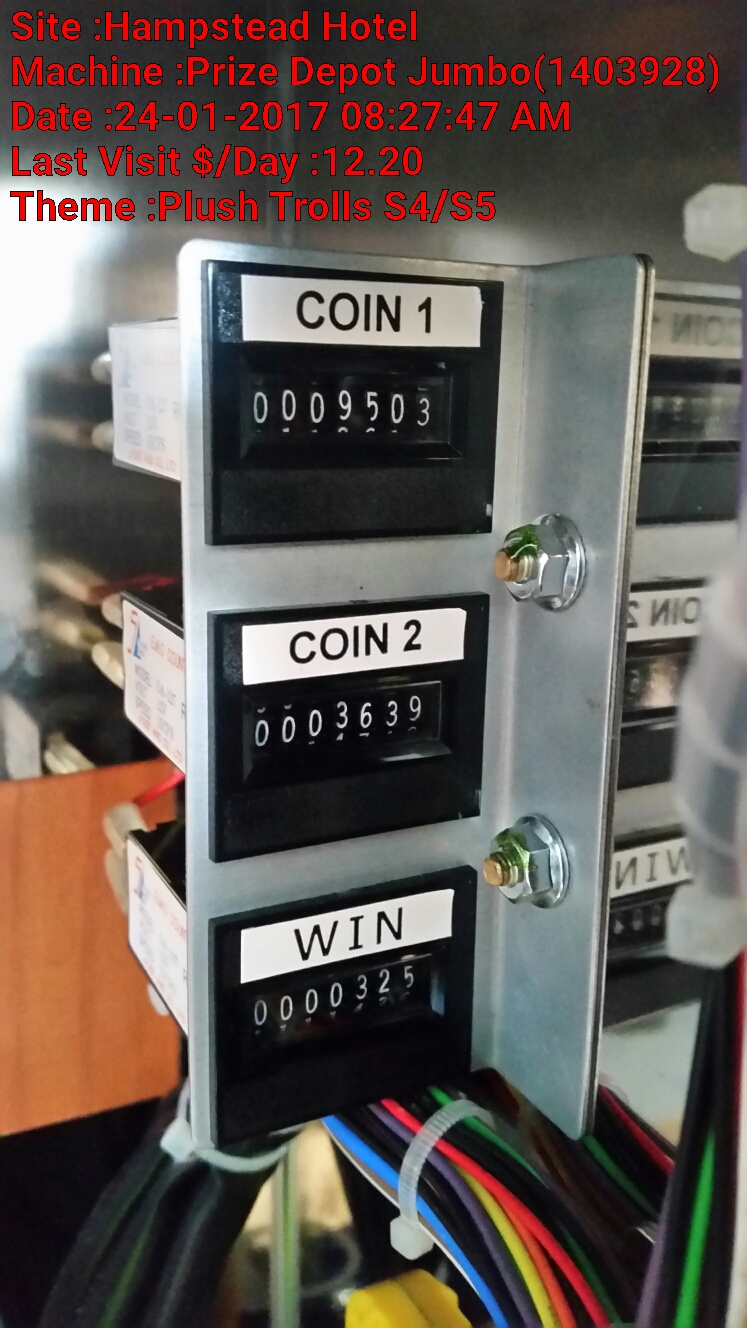 Site :Hampstead Hotel
Machine :Prize Depot Jumbo(1403928)
Date :24-01-2017 08:27:47 AM
Last Visit $/Day :12.20
Theme :Plush Trolls S4/S5
COIN 1
0009503
COIN 2
0003639
WIN
0000325